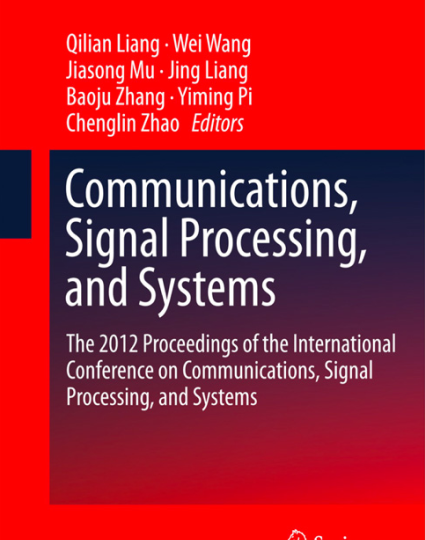 Qilian Liang · Wei Wang
Jiasong Mu · Jing Liang
Baoju Zhang · Yiming Pi
Chenglin Zhao Editors
Communications,
Signal Processing,
and Systems
The 2012 Proceedings of the International
Conference on Communications, Signal
Processing, and Systems